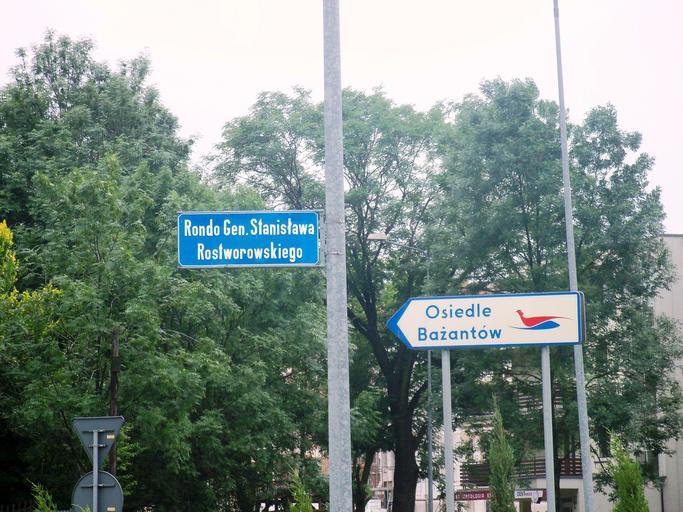 Rondo Gen. Stanisława
Rostworowskiego
Osiedle
Bażantów